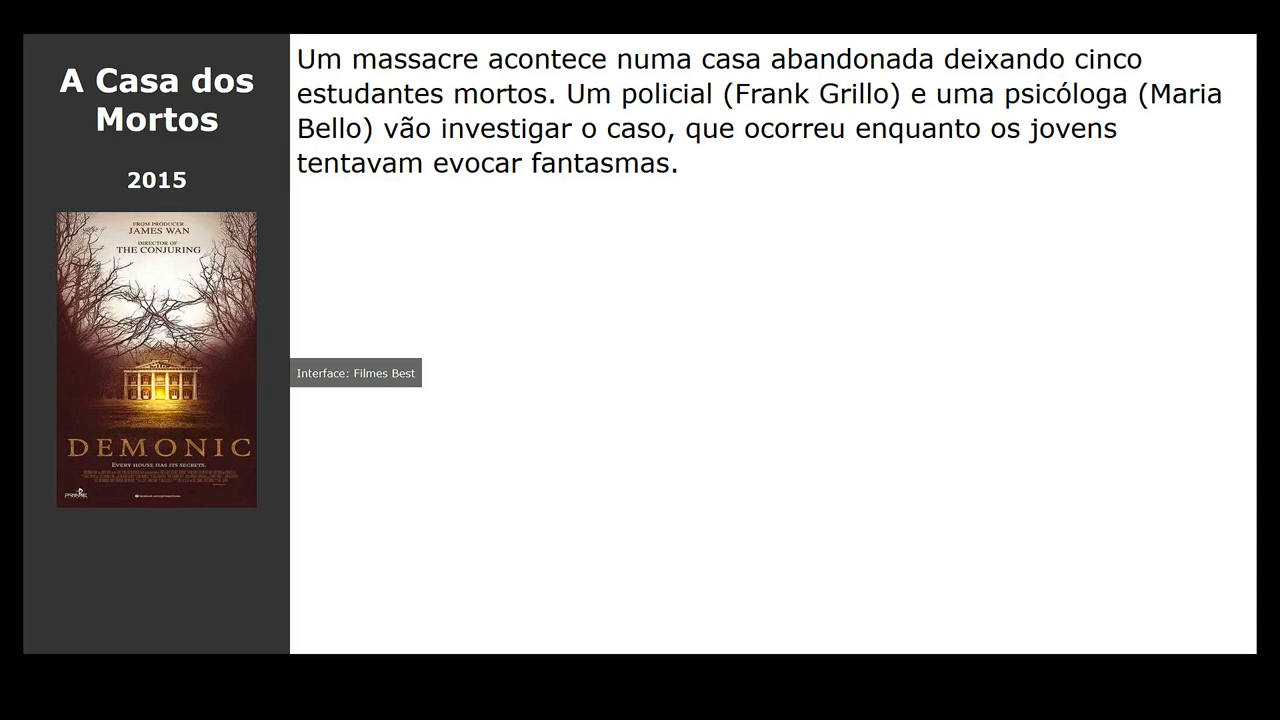 A Casa dos
Mortos
2015
FROM PRODUCER
JAMES WAN
DIRECTOR OF
THE CONJURING
DEMONIC
EVERY HOUSE HAS ITS SECRETS.
Um massacre acontece numa casa abandonada deixando cinco
estudantes mortos. Um policial (Frank Grillo) e uma psicóloga (Maria
Bello) vão investigar o caso, que ocorreu enquanto os jovens
tentavam evocar fantasmas.
Interface: Filmes Best